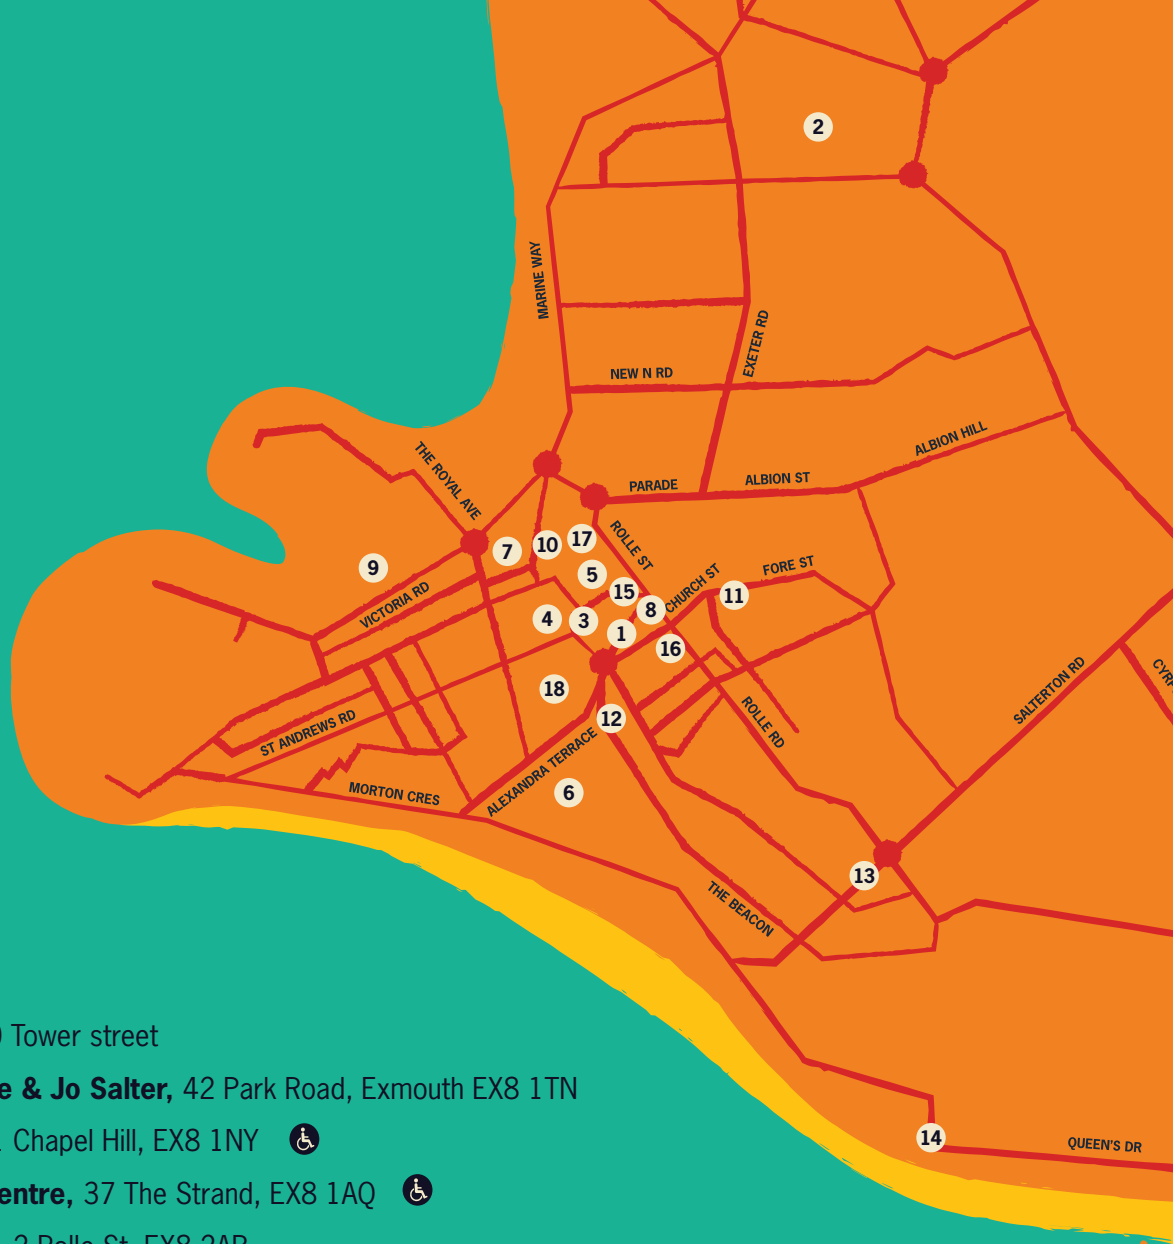 2
MARINE WAY
EXETER RD
NEW N RD
ALBION HILL
THE ROYAL AVE
PARADE
ALBION ST
ROLLE ST
7
10
17
9
5
CHURCH ST
FORE ST
VICTORIA RD
15
11
4
3
8
1
16
18
SALTERTON RD
12
ROLLE RD
ST ANDREWS RD
ALEXANDRA TERRACE
MORTON CRES
6
13
THE BEACON
Tower street
& Jo Salter, 42 Park Road, Exmouth EX8 1TN
Chapel Hill, EX8 1NY
37 The Strand, EX8 1AQ
14
QUEEN'S DR